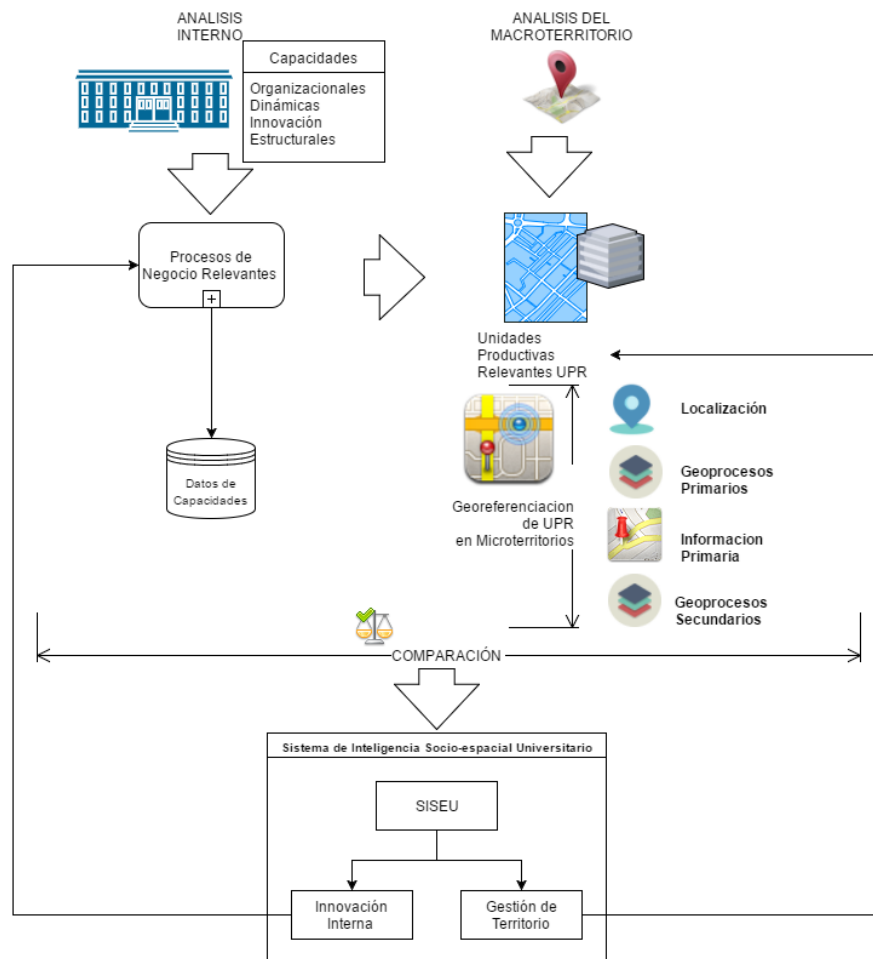 ANALISIS
INTERNO
Capacidades
Organizacionales
Dinámicas
Innovación
Estructurales
ANALISIS DEL
MACROTERRITORIO
Procesos de
Negocio Relevantes
Unidades
Productivas
Relevantes UPR
Datos de
Capacidades
Georeferenciacion
de UPR
en Microterritorios
Localización
Geoprocesos
Primarios
Informacion
Primaria
Geoprocesos
Secundarios
COMPARACIÓN
Sistema de Inteligencia Socio-espacial Universitario
SISEU
Innovación
Interna
Gestión de
Territorio